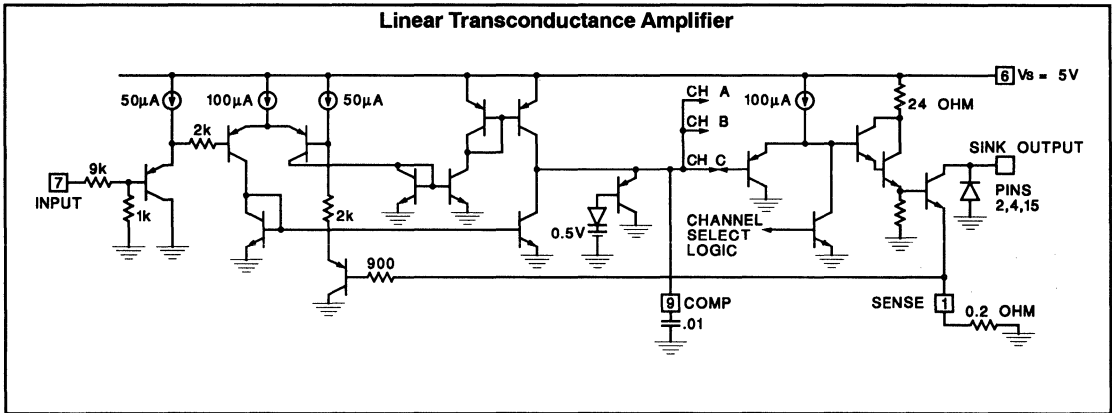 Linear Transconductance Amplifier
50µA
100µA
50µA
CH A
CH B
CH C
100µA
6 Vs = 5V
24 OHM
2k
9k
7
INPUT
1k
2k
0.5V
CHANNEL
SELECT
LOGIC
SINK OUTPUT
PINS
2,4,15
900
9 COMP
.01
SENSE 1
0.2 OHM